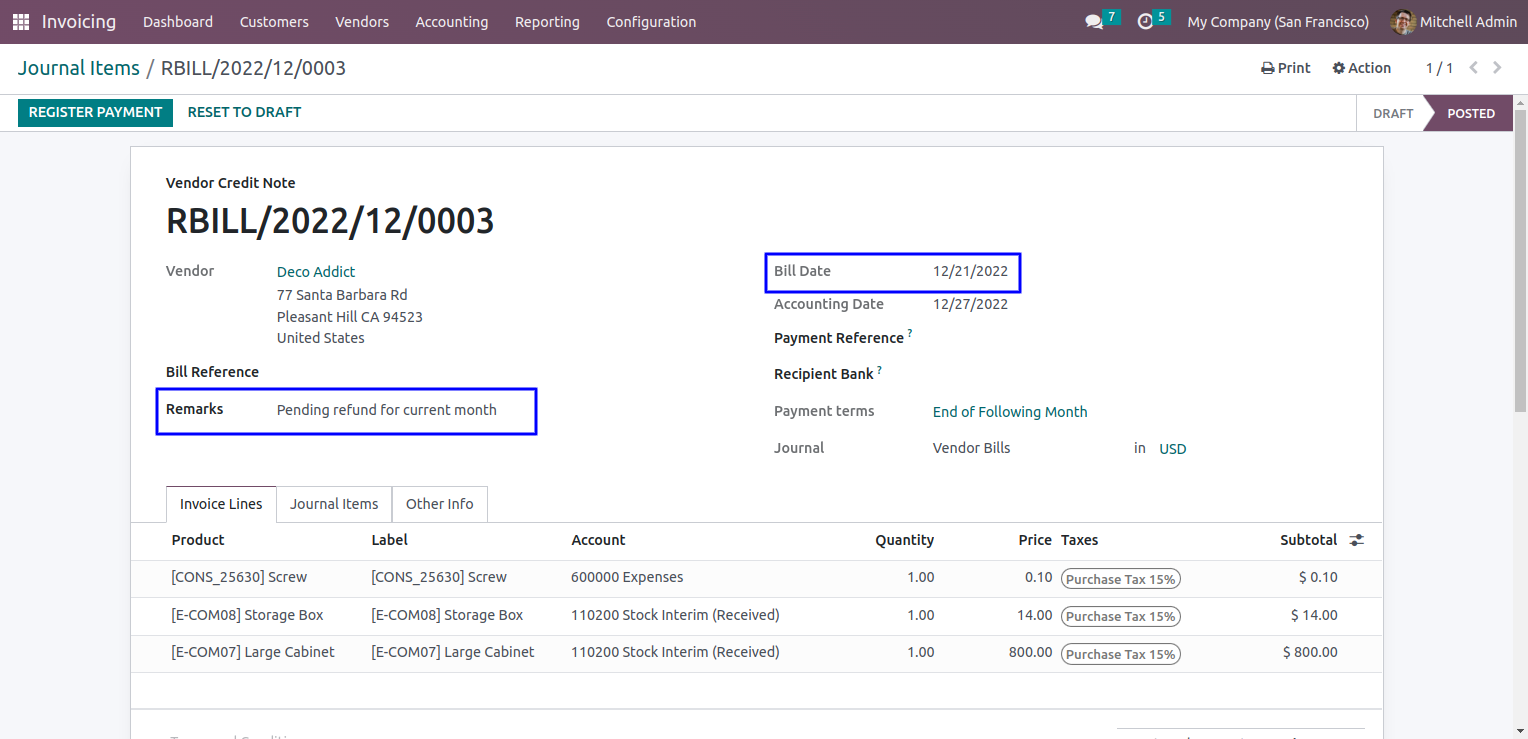 Invoicing Dashboard Customers Vendors Accounting Reporting Configuration 7 5 My Company (San Francisco) Mitchell Admin
Journal Items / RBILL/2022/12/0003 Print Action 1 / 1
REGISTER PAYMENT RESET TO DRAFT DRAFT POSTED
Vendor Credit Note
RBILL/2022/12/0003
Vendor Deco Addict
77 Santa Barbara Rd
Pleasant Hill CA 94523
United States
Bill Reference
Remarks Pending refund for current month
Bill Date 12/21/2022
Accounting Date 12/27/2022
Payment Reference ?
Recipient Bank ?
Payment terms End of Following Month
Journal Vendor Bills in USD
Invoice Lines Journal Items Other Info
Product Label Account Quantity Price Taxes Subtotal
[CONS_25630] Screw [CONS_25630] Screw 600000 Expenses 1.00 0.10 Purchase Tax 15% $ 0.10
[E-COM08] Storage Box [E-COM08] Storage Box 110200 Stock Interim (Received) 1.00 14.00 Purchase Tax 15% $ 14.00
[E-COM07] Large Cabinet [E-COM07] Large Cabinet 110200 Stock Interim (Received) 1.00 800.00 Purchase Tax 15% $ 800.00